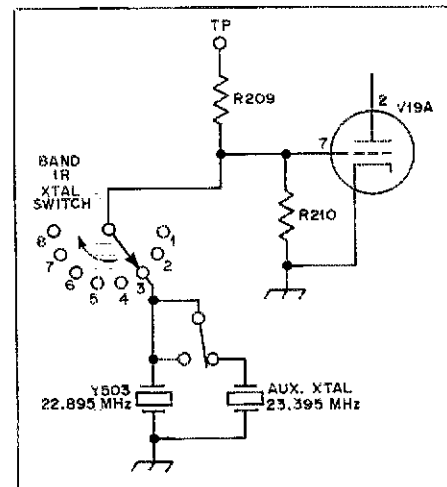 TP
R209
2
V19A
7
BAND
1R
XTAL
SWITCH
R210
8
7
6
5
4
3
2
1
Y503
22.895 MHz
AUX. XTAL
23.395 MHz